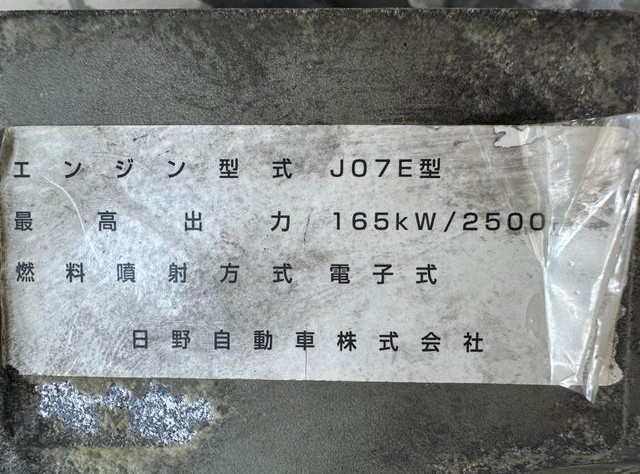 エンジン型式 J07E型
最高出力 165kW/2500
燃料噴射方式 電子式
日野自動車株式会社